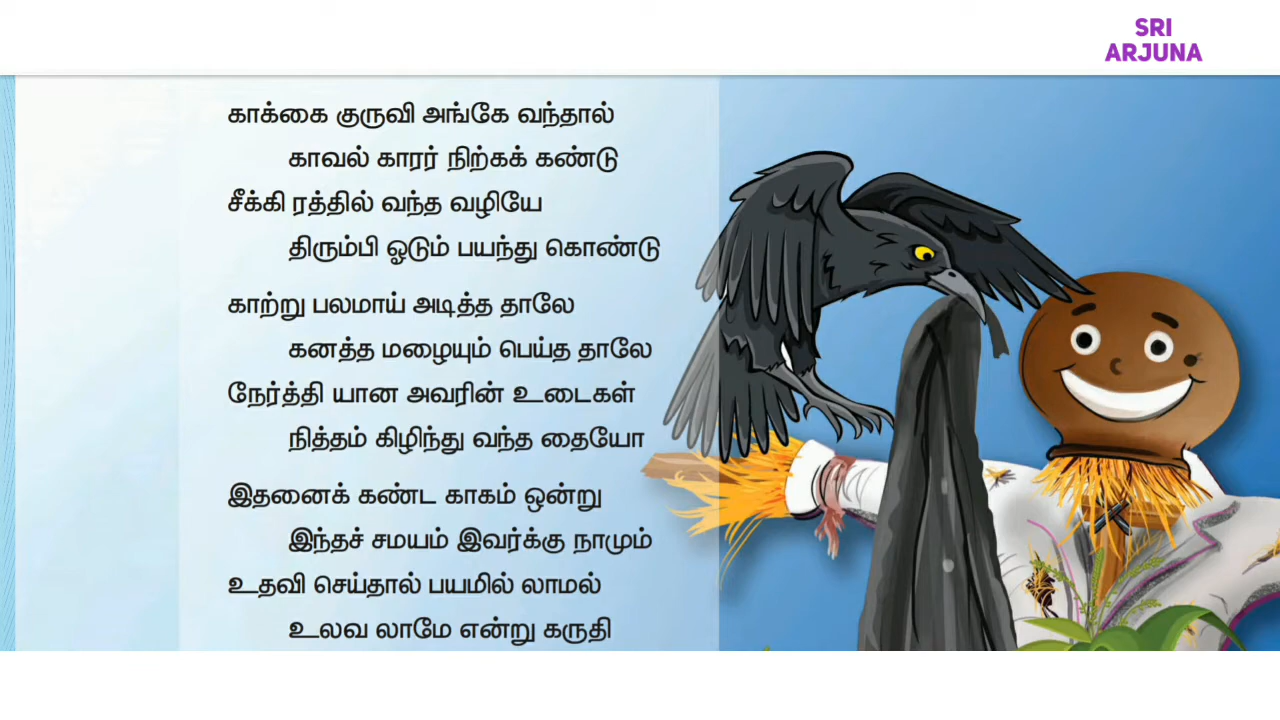 SRI
ARJUNA
காக்கை குருவி அங்கே வந்தால்
காவல் காரர் நிற்கக் கண்டு
சீக்கி ரத்தில் வந்த வழியே
திரும்பி ஓடும் பயந்து கொண்டு
காற்று பலமாய் அடித்த தாலே
கனத்த மழையும் பெய்த தாலே
நேர்த்தி யான அவரின் உடைகள்
நித்தம் கிழிந்து வந்த தையோ
இதனைக் கண்ட காகம் ஒன்று
இந்தச் சமயம் இவர்க்கு நாமும்
உதவி செய்தால் பயமில் லாமல்
உலவ லாமே என்று கருதி